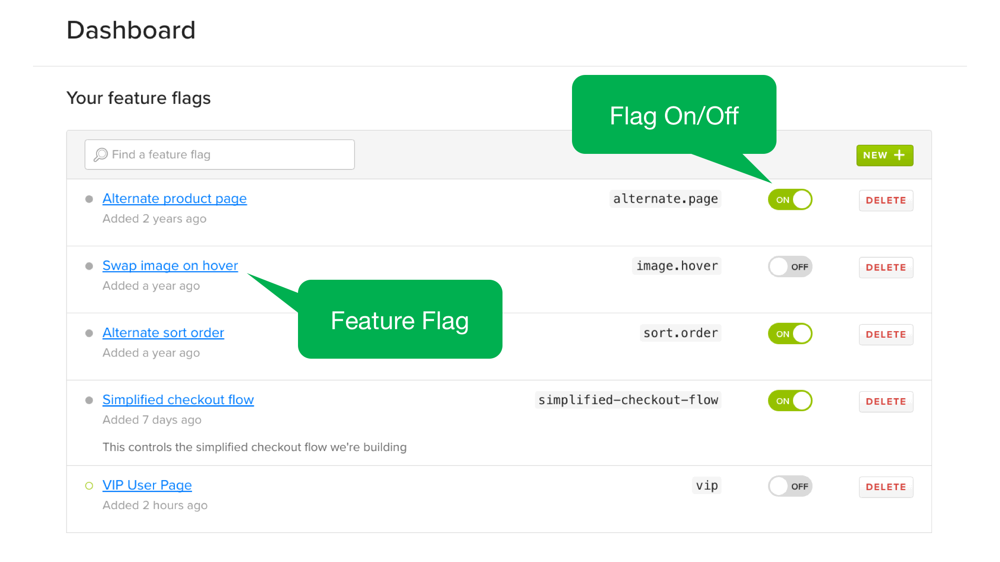 Dashboard
Your feature flags
Flag On/Off
Find a feature flag
NEW +
Alternate product page
alternate.page
ON
DELETE
Added 2 years ago
Swap image on hover
image.hover
OFF
DELETE
Added a year ago
Feature Flag
Alternate sort order
sort.order
ON
DELETE
Added a year ago
Simplified checkout flow
simplified-checkout-flow
ON
DELETE
Added 7 days ago
This controls the simplified checkout flow we're building
VIP User Page
vip
OFF
DELETE
Added 2 hours ago